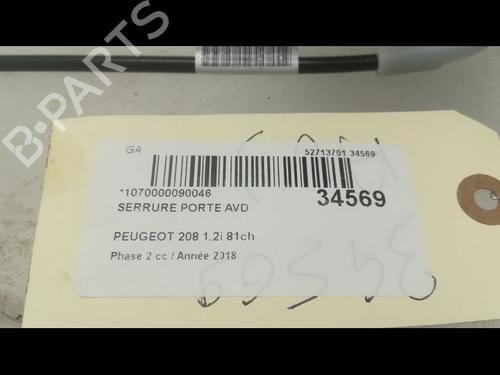 B-PARTS
GA
52713701 34569
*1070000090046
34569
SERRURE PORTE AVD
PEUGEOT 208 1.2i 81ch
Phase 2 cc / Année 2018
34569